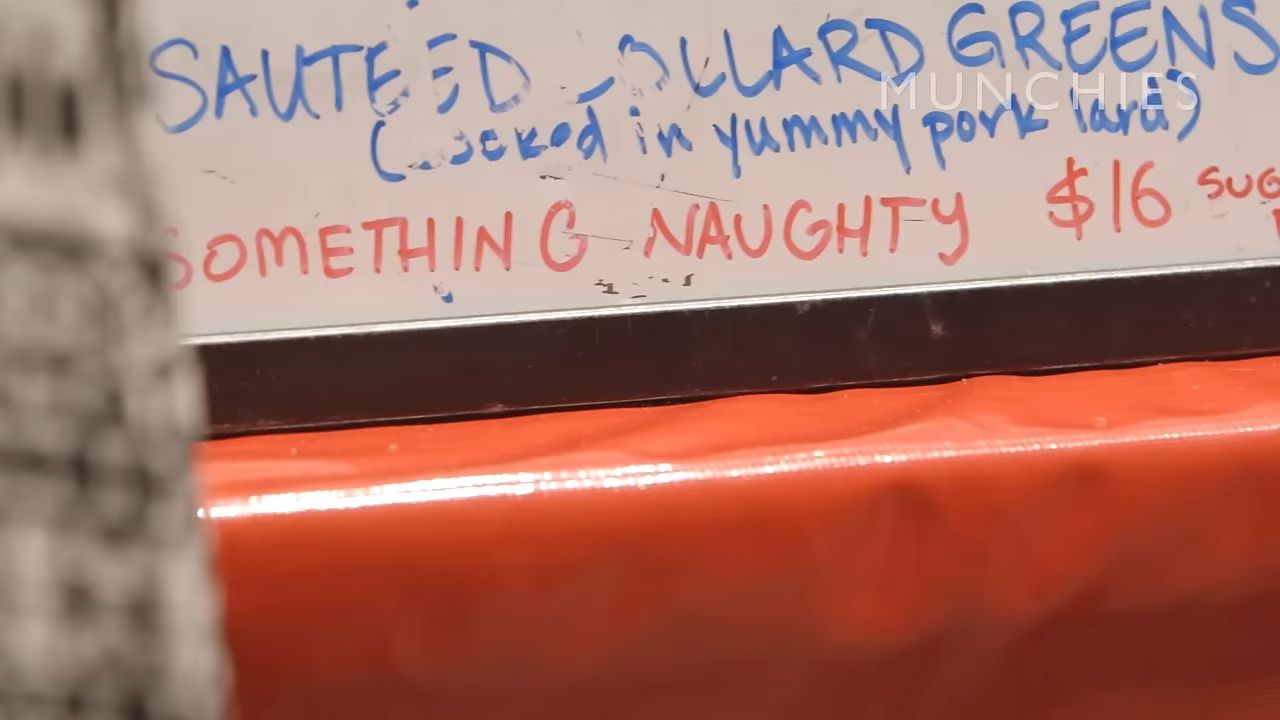 SAUTEED COLLARD GREENS
(cooked in yummy pork lard)
MUNCHIES
SOMETHING NAUGHTY $16